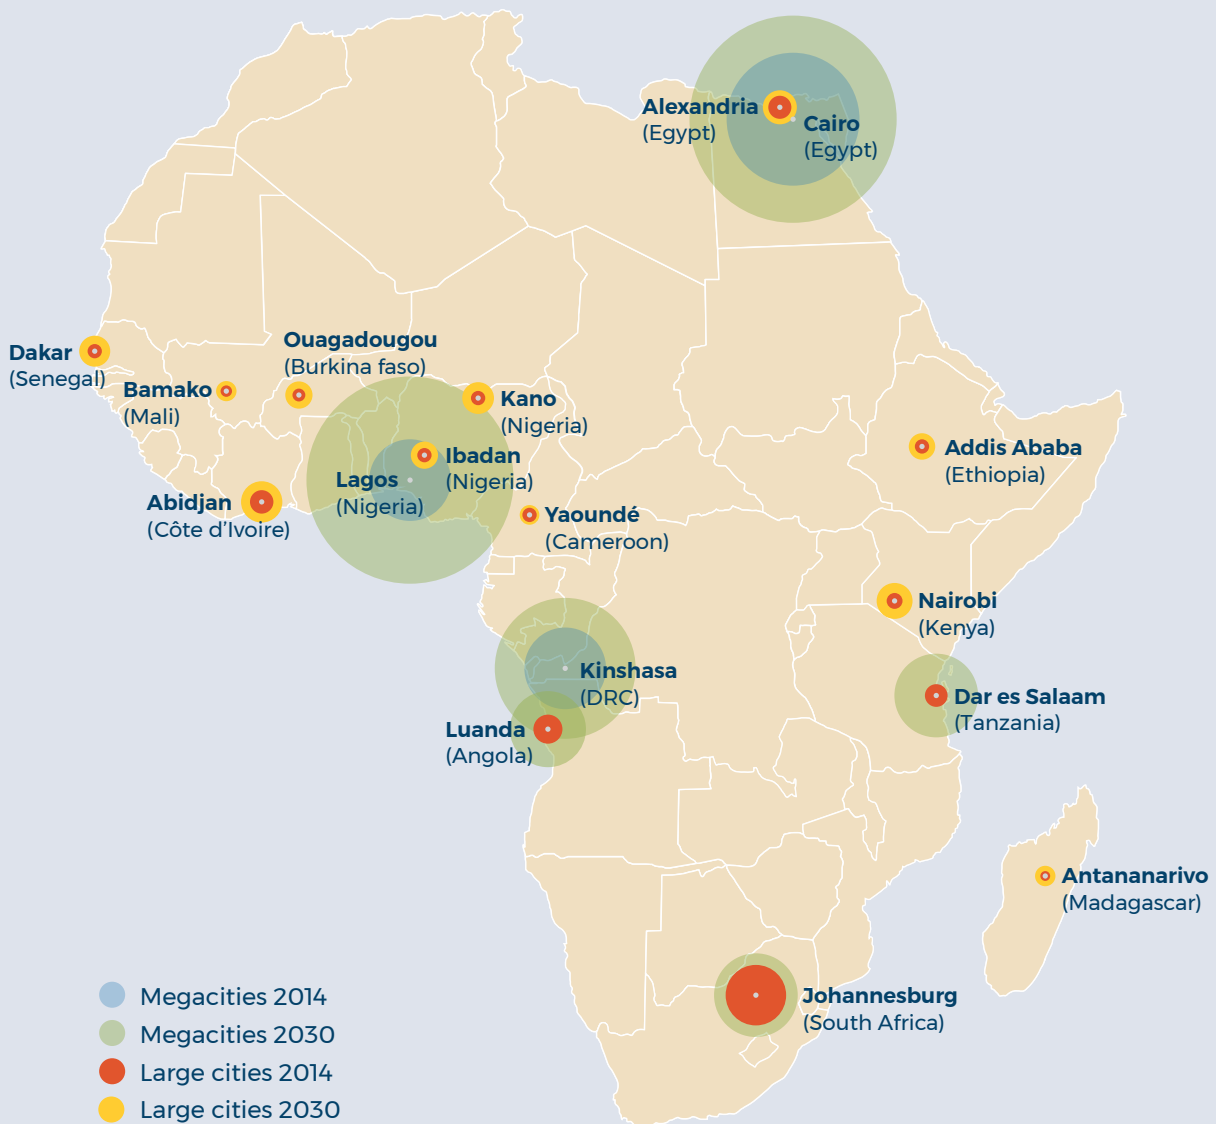 Alexandria
(Egypt)
Cairo
(Egypt)
Ouagadougou
(Burkina faso)
Dakar
(Senegal)
Bamako
(Mali)
Kano
(Nigeria)
Addis Ababa
(Ethiopia)
Ibadan
(Nigeria)
Lagos
(Nigeria)
Abidjan
(Côte d'Ivoire)
Yaoundé
(Cameroon)
Nairobi
(Kenya)
Kinshasa
(DRC)
Dar es Salaam
(Tanzania)
Luanda
(Angola)
Antananarivo
(Madagascar)
Johannesburg
(South Africa)
Megacities 2014
Megacities 2030
Large cities 2014
Large cities 2030